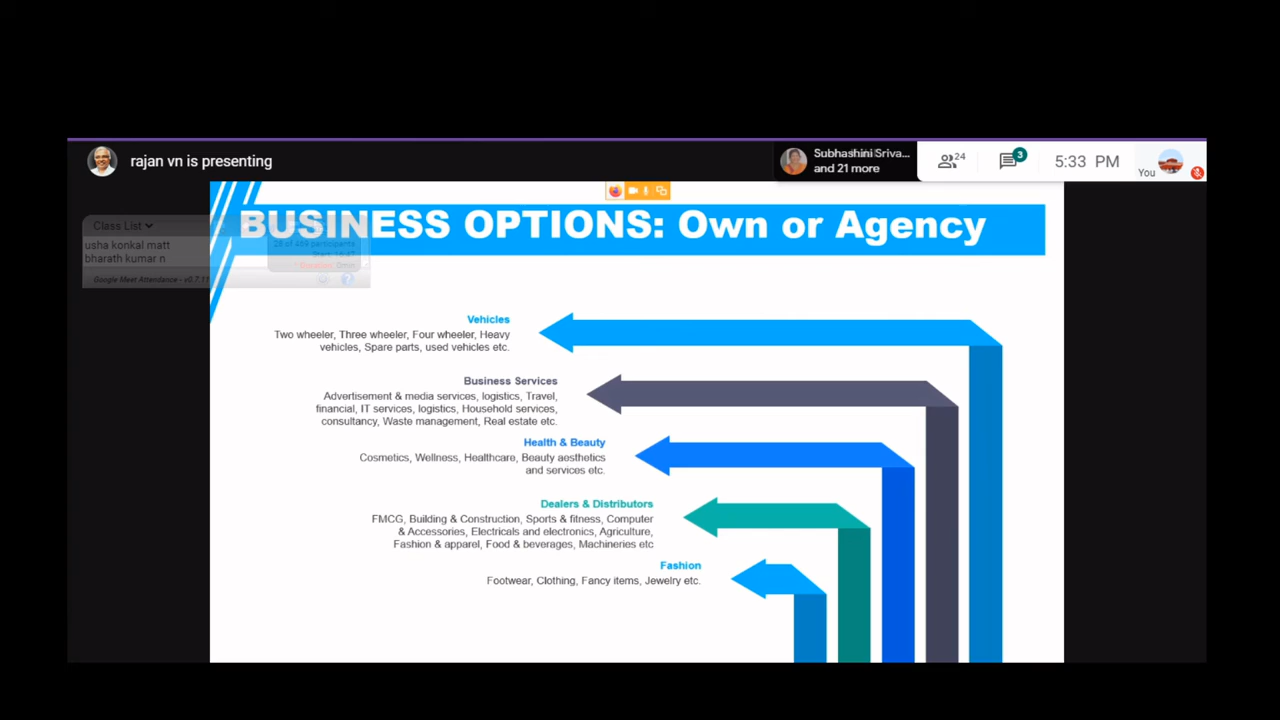 rajan vn is presenting
Subhashini Sriva...
and 21 more
24
3
5:33 PM
You
BUSINESS OPTIONS: Own or Agency
Class List
usha konkal matt
bharath kumar n
Google Meet Attendance - v0.7.11
Vehicles
Two wheeler, Three wheeler, Four wheeler, Heavy
vehicles, Spare parts, used vehicles etc.
Business Services
Advertisement & media services, logistics, Travel,
financial, IT services, logistics, Household services,
consultancy, Waste management, Real estate etc.
Health & Beauty
Cosmetics, Wellness, Healthcare, Beauty aesthetics
and services etc.
Dealers & Distributors
FMCG, Building & Construction, Sports & fitness, Computer
& Accessories, Electricals and electronics, Agriculture,
Fashion & apparel, Food & beverages, Machineries etc
Fashion
Footwear, Clothing, Fancy items, Jewelry etc.